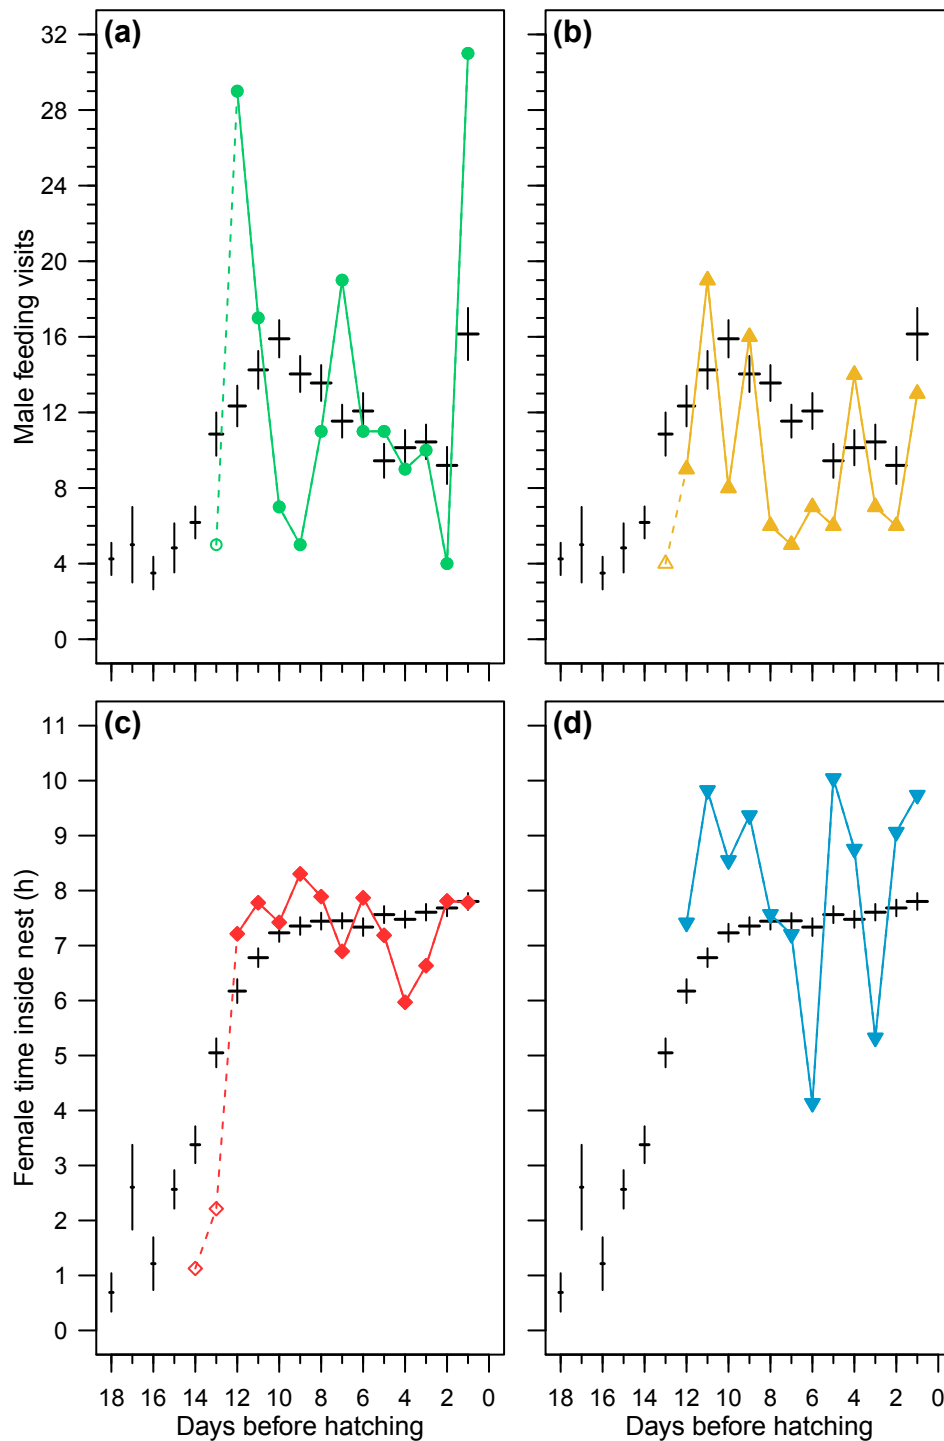 (a)
(b)
Male feeding visits
32
28
24
20
16
12
8
4
0
(c)
(d)
Female time inside nest (h)
11
10
9
8
7
6
5
4
3
2
1
0
18 16 14 12 10 8 6 4 2 0
18 16 14 12 10 8 6 4 2 0
Days before hatching
Days before hatching